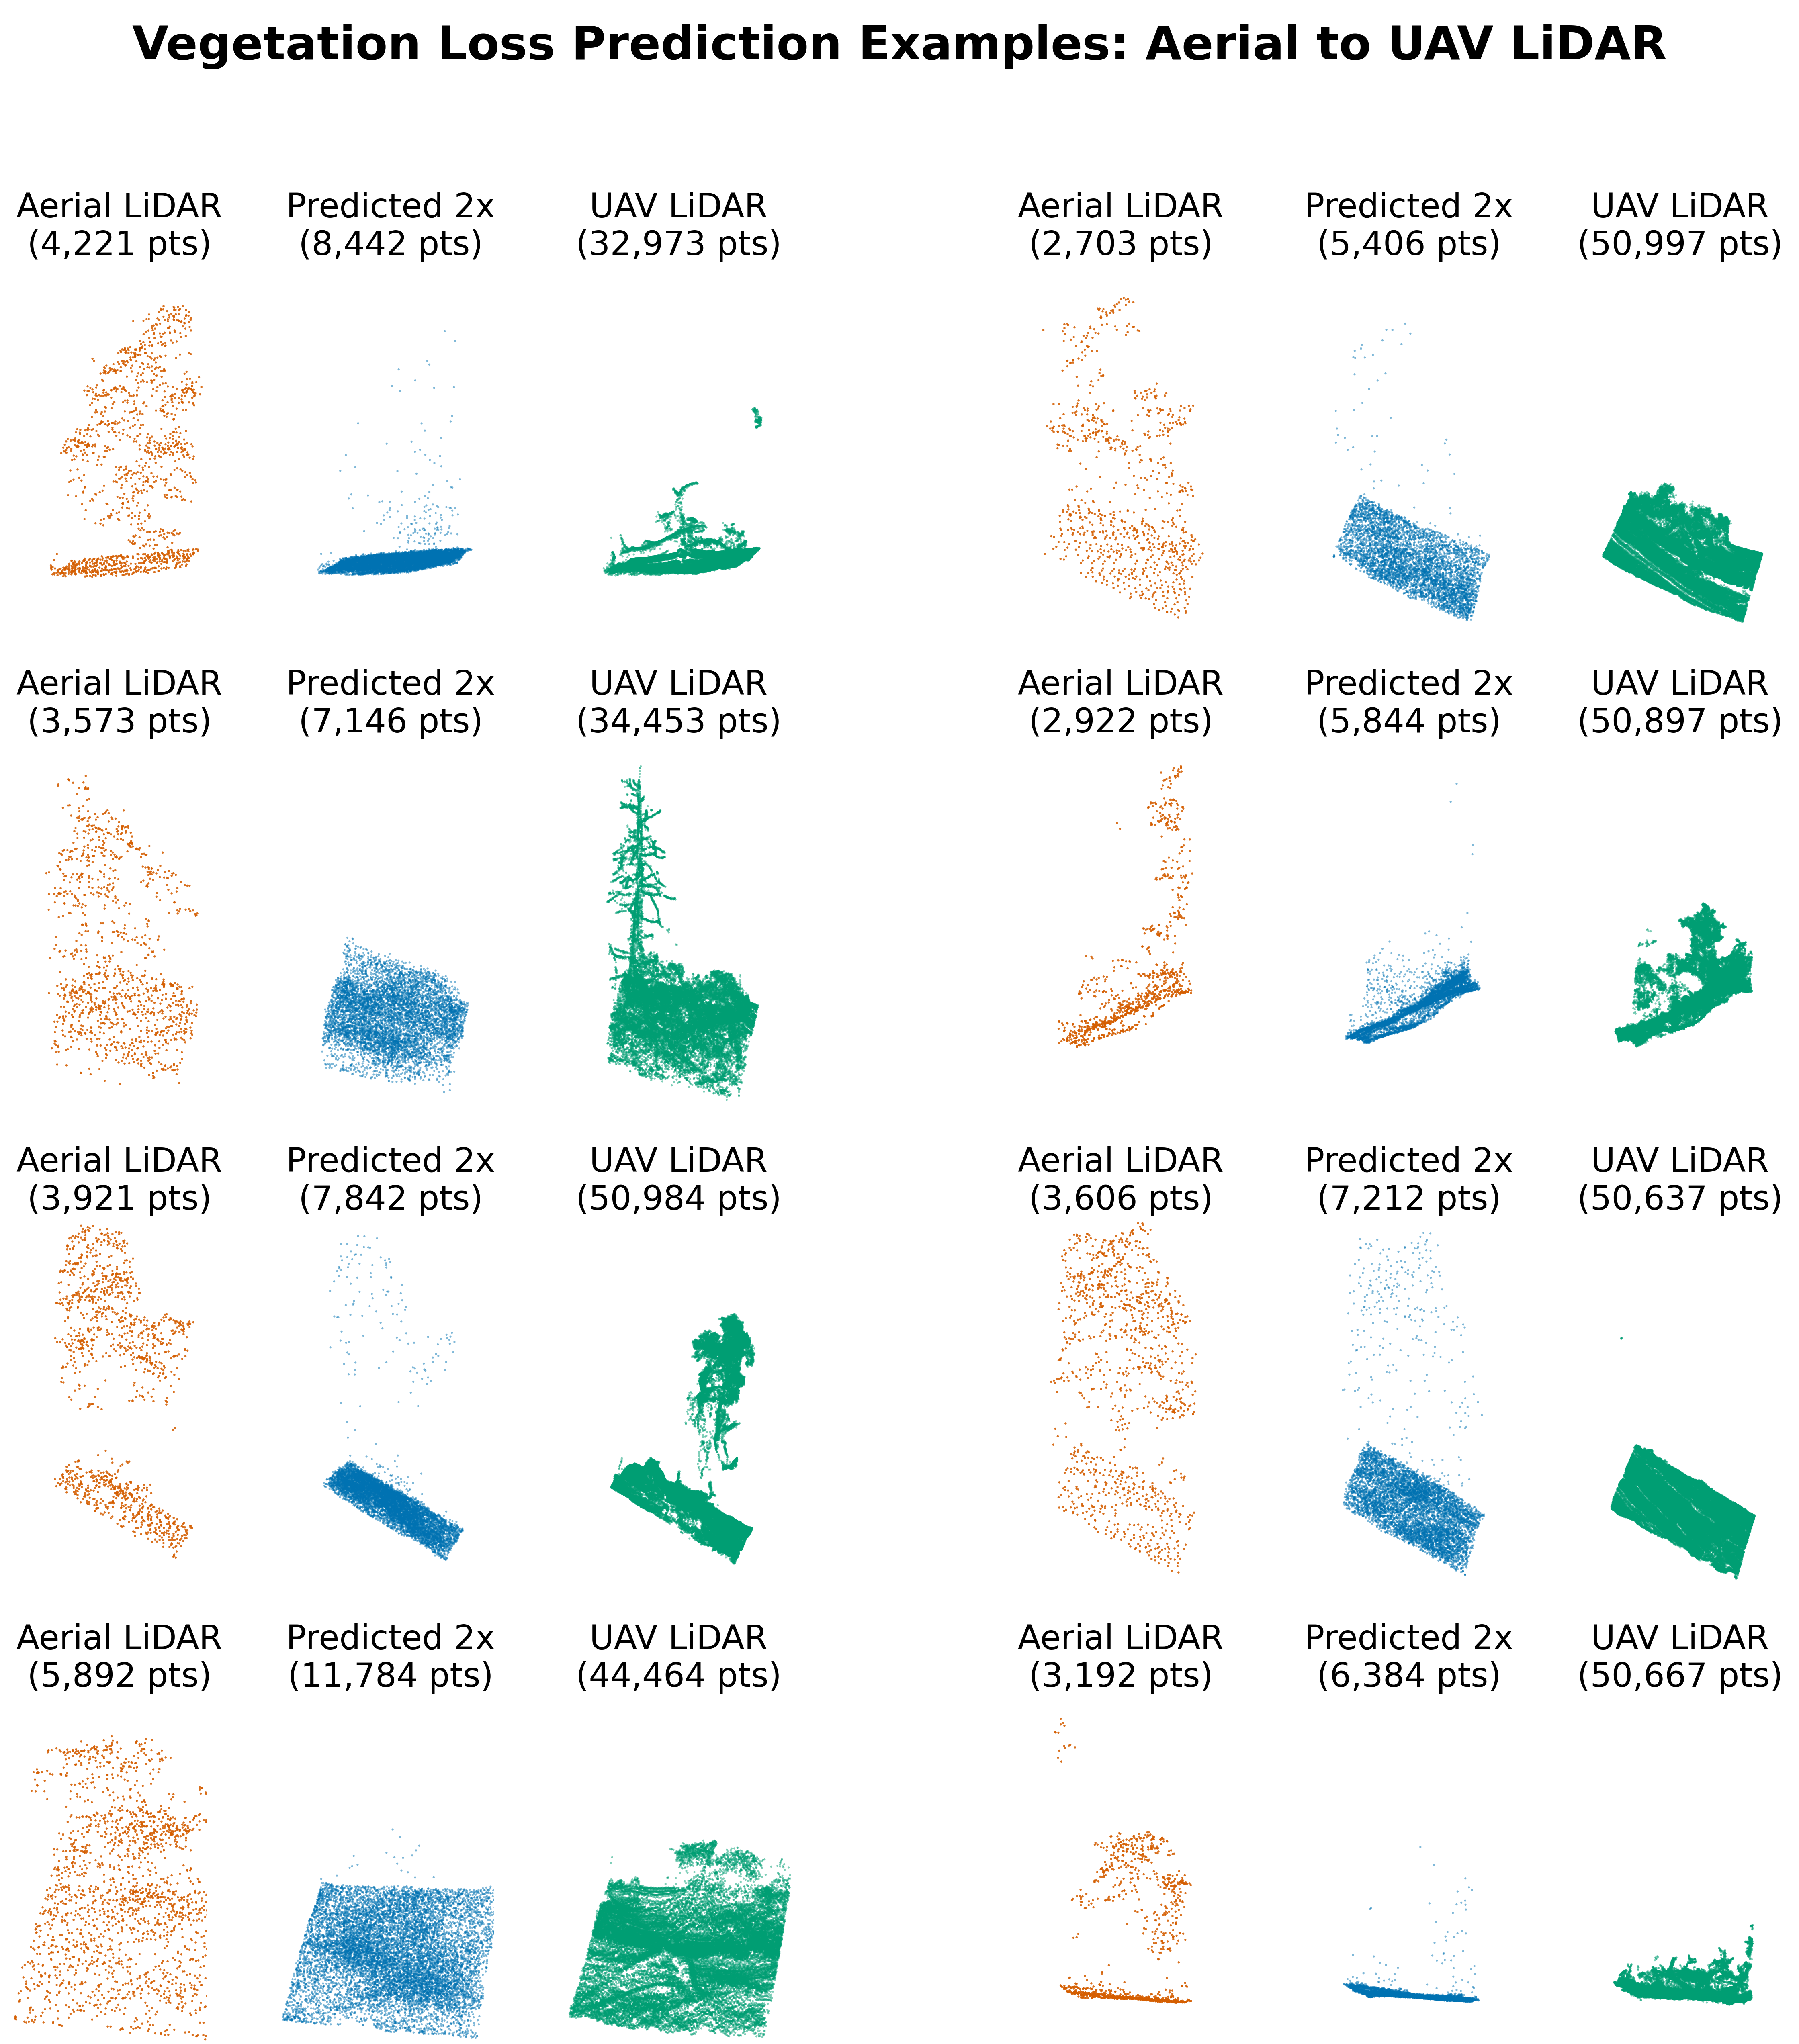 Vegetation Loss Prediction Examples: Aerial to UAV LiDAR
Aerial LiDAR
(4,221 pts)
Predicted 2x
(8,442 pts)
UAV LiDAR
(32,973 pts)
Aerial LiDAR
(2,703 pts)
Predicted 2x
(5,406 pts)
UAV LiDAR
(50,997 pts)
Aerial LiDAR
(3,573 pts)
Predicted 2x
(7,146 pts)
UAV LiDAR
(34,453 pts)
Aerial LiDAR
(2,922 pts)
Predicted 2x
(5,844 pts)
UAV LiDAR
(50,897 pts)
Aerial LiDAR
(3,921 pts)
Predicted 2x
(7,842 pts)
UAV LiDAR
(50,984 pts)
Aerial LiDAR
(3,606 pts)
Predicted 2x
(7,212 pts)
UAV LiDAR
(50,637 pts)
Aerial LiDAR
(5,892 pts)
Predicted 2x
(11,784 pts)
UAV LiDAR
(44,464 pts)
Aerial LiDAR
(3,192 pts)
Predicted 2x
(6,384 pts)
UAV LiDAR
(50,667 pts)